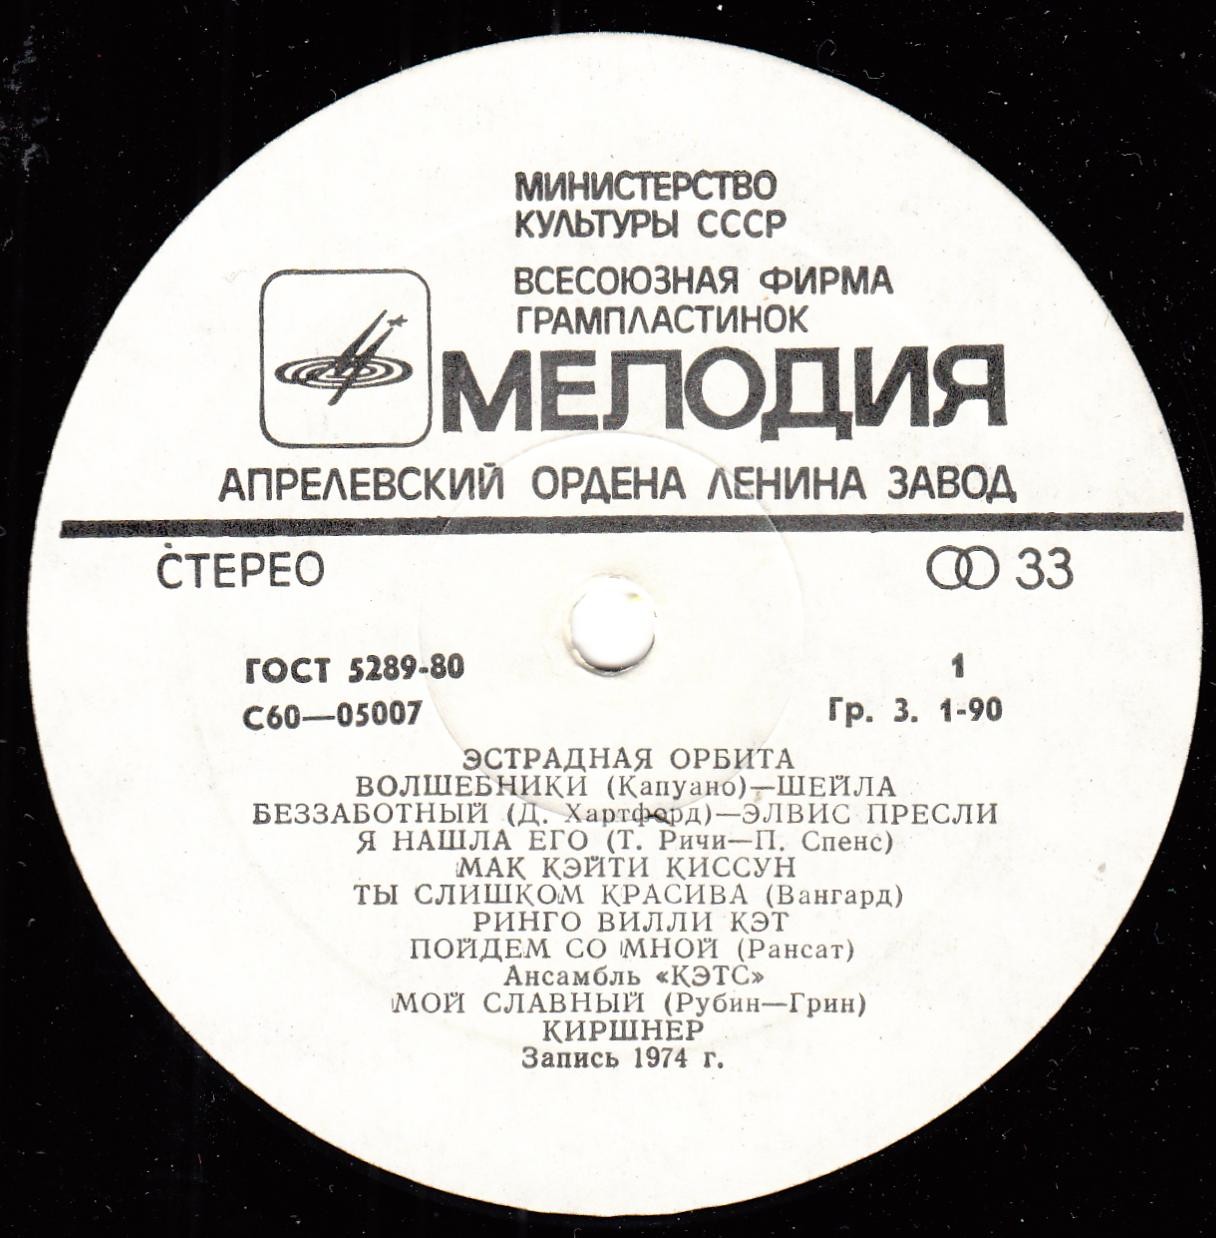 МИНИСТЕРСТВО
КУЛЬТУРЫ СССР
ВСЕСОЮЗНАЯ ФИРМА
ГРАМПЛАСТИНОК
МЕЛОДИЯ
АПРЕЛЕВСКИЙ ОРДЕНА ЛЕНИНА ЗАВОД
СТЕРЕО
33
ГОСТ 5289-80
1
С60—05007
Гр. 3. 1-90
ЭСТРАДНАЯ ОРБИТА
ВОЛШЕБНИКИ (Капуано)—ШЕЙЛА
БЕЗЗАБОТНЫЙ (Д. Хартфорд)—ЭЛВИС ПРЕСЛИ
Я НАШЛА ЕГО (Т. Ричи—П. Спенс)
МАК КЭЙТИ КИССУН
ТЫ СЛИШКОМ КРАСИВА (Вангард)
РИНГО ВИЛЛИ КЭТ
ПОЙДЕМ СО МНОЙ (Рансат)
Ансамбль «КЭТС»
МОЙ СЛАВНЫЙ (Рубин—Грин)
КИРШНЕР
Запись 1974 г.